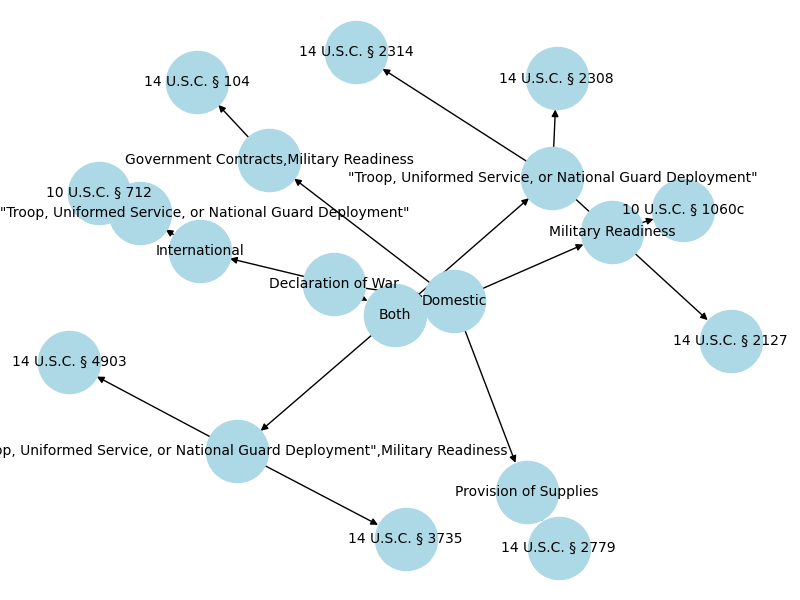 14 U.S.C. § 2314
14 U.S.C. § 2308
14 U.S.C. § 104
Government Contracts,Military Readiness
"Troop, Uniformed Service, or National Guard Deployment"
10 U.S.C. § 712
"Troop, Uniformed Service, or National Guard Deployment"
10 U.S.C. § 1060c
Military Readiness
International
Declaration of War
Domestic
Both
14 U.S.C. § 2127
14 U.S.C. § 4903
op, Uniformed Service, or National Guard Deployment",Military Readiness
Provision of Supplies
14 U.S.C. § 3735
14 U.S.C. § 2779